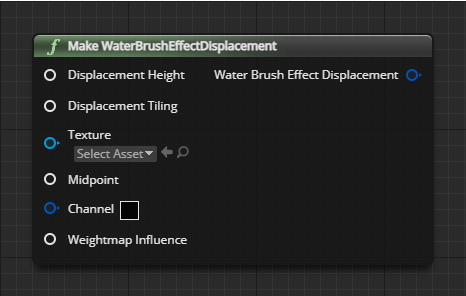 f Make WaterBrushEffectDisplacement
Displacement Height Water Brush Effect Displacement
Displacement Tiling
Texture
Select Asset
Midpoint
Channel
Weightmap Influence